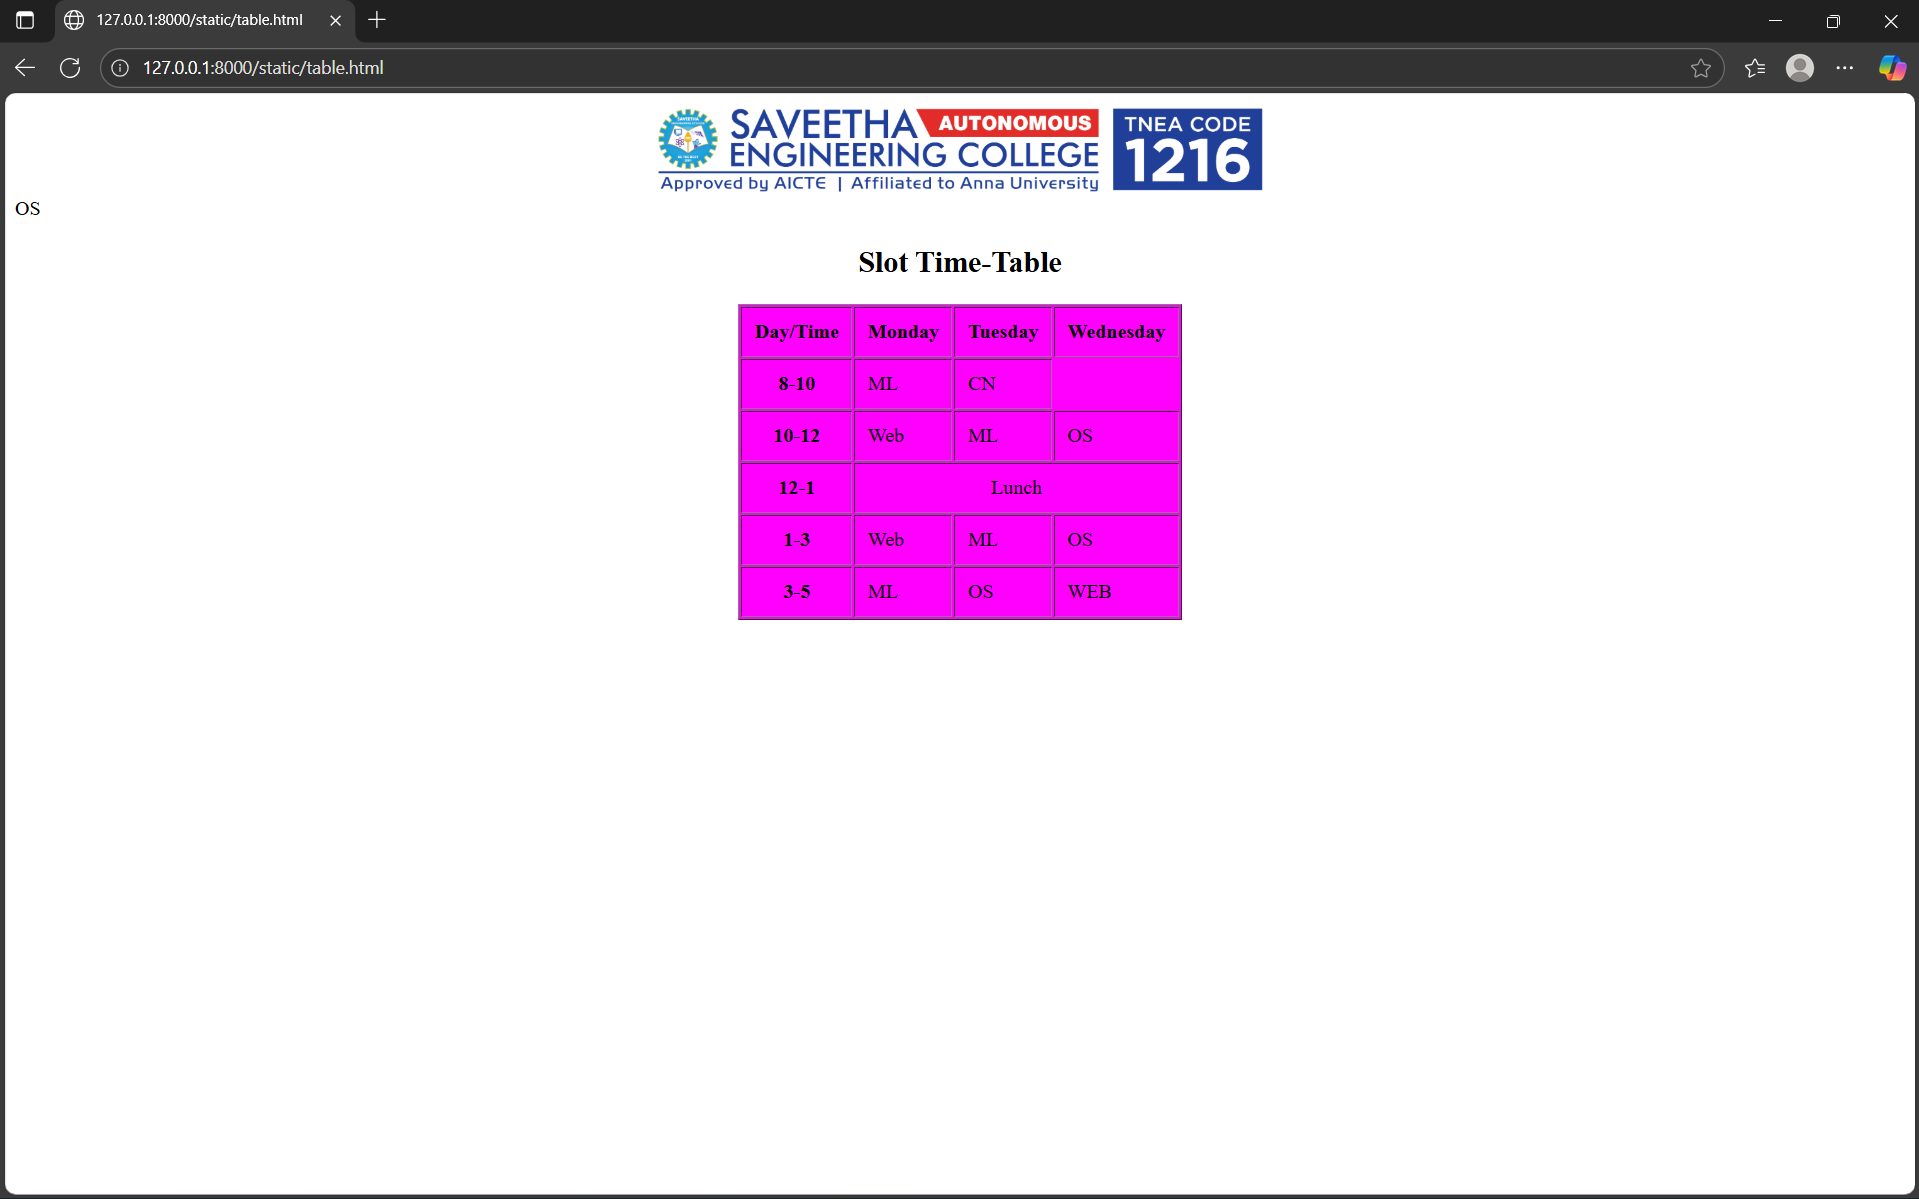 127.0.0.1:8000/static/table.html
127.0.0.1:8000/static/table.html
SAVEETHA AUTONOMOUS
ENGINEERING COLLEGE
Approved by AICTE | Affiliated to Anna University
TNEA CODE
1216
SAVEETHA
OS
Slot Time-Table
Day/Time Monday Tuesday Wednesday
8-10 ML CN
10-12 Web ML OS
12-1 Lunch
1-3 Web ML OS
3-5 ML OS WEB